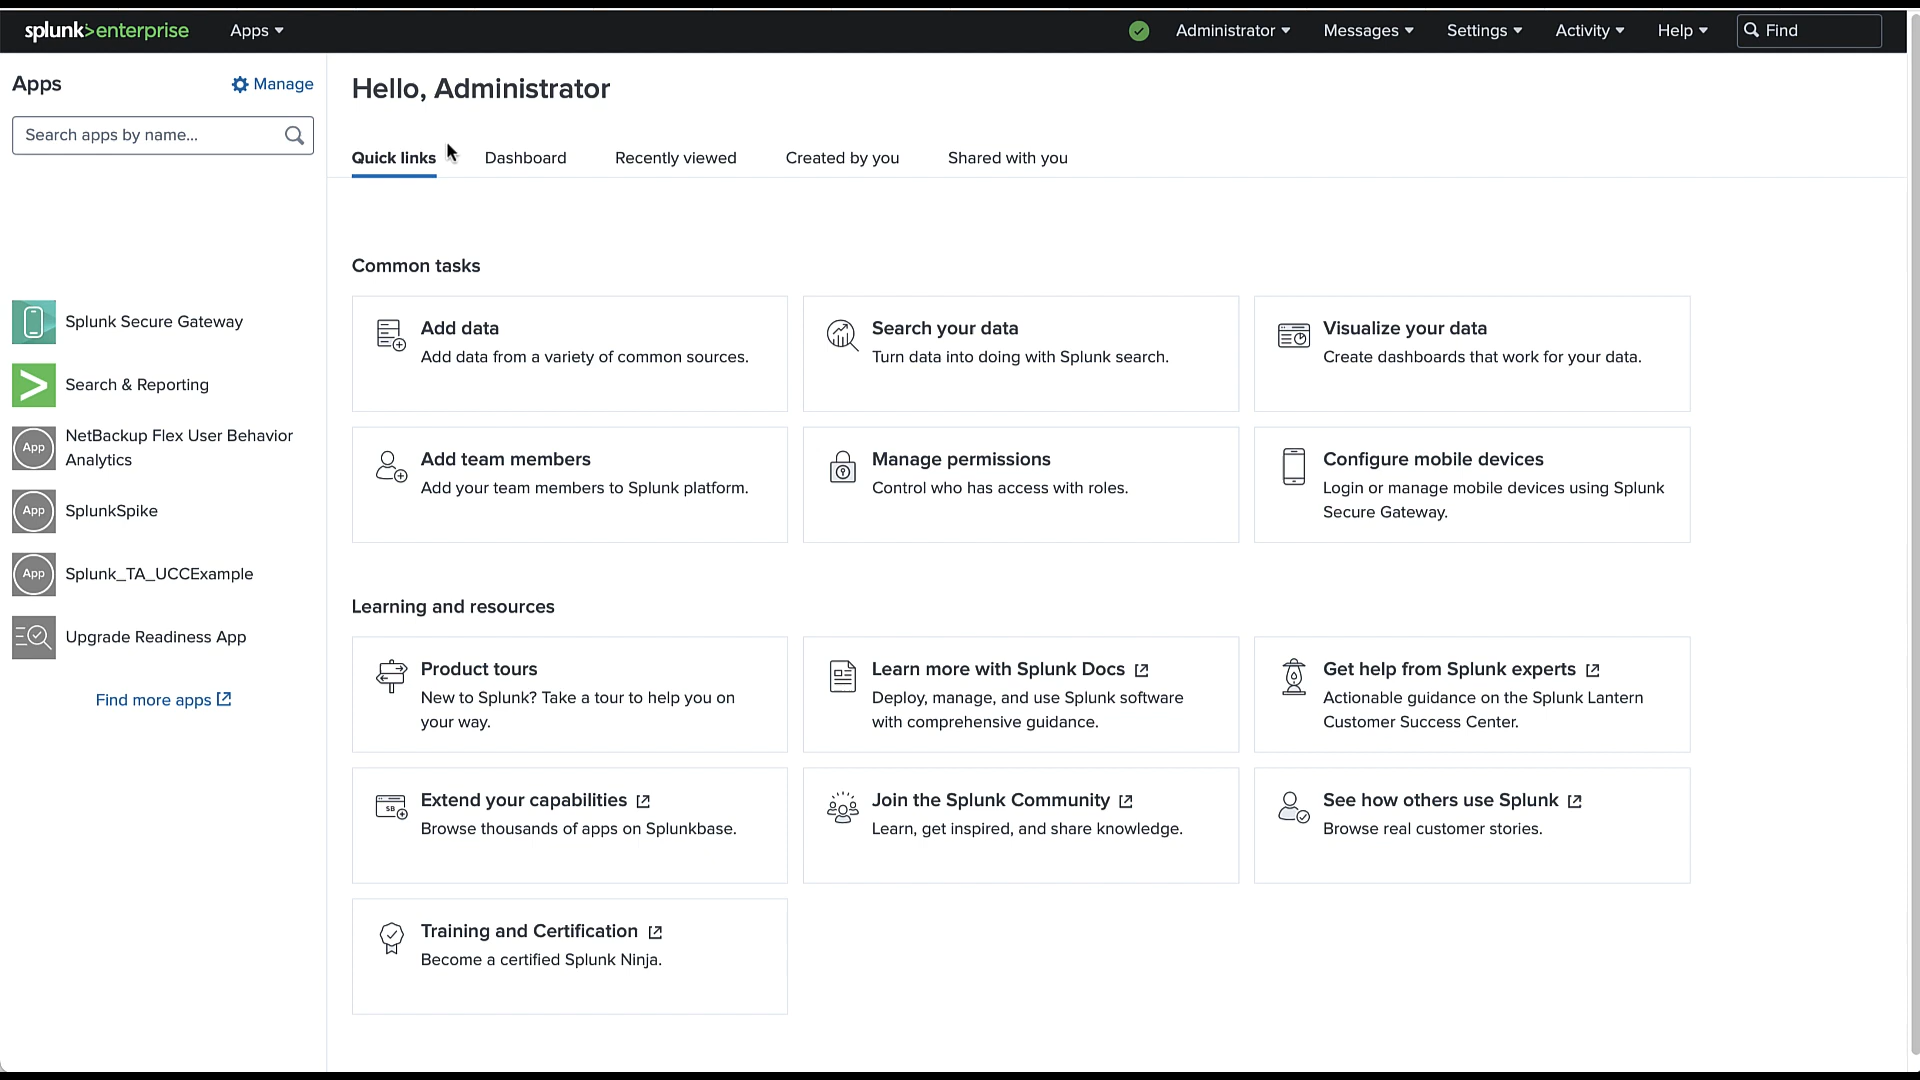 splunk>enterprise Apps Administrator Messages Settings Activity Help Find
Apps Manage
Search apps by name...
Splunk Secure Gateway
Search & Reporting
App
NetBackup Flex User Behavior
Analytics
App
SplunkSpike
App
Splunk_TA_UCCExample
Upgrade Readiness App
Find more apps
Hello, Administrator
Quick links Dashboard Recently viewed Created by you Shared with you
Common tasks
Add data
Add data from a variety of common sources.
Search your data
Turn data into doing with Splunk search.
Visualize your data
Create dashboards that work for your data.
Add team members
Add your team members to Splunk platform.
Manage permissions
Control who has access with roles.
Configure mobile devices
Login or manage mobile devices using Splunk
Secure Gateway.
Learning and resources
Product tours
New to Splunk? Take a tour to help you on
your way.
Learn more with Splunk Docs
Deploy, manage, and use Splunk software
with comprehensive guidance.
Get help from Splunk experts
Actionable guidance on the Splunk Lantern
Customer Success Center.
SB
Extend your capabilities
Browse thousands of apps on Splunkbase.
Join the Splunk Community
Learn, get inspired, and share knowledge.
See how others use Splunk
Browse real customer stories.
Training and Certification
Become a certified Splunk Ninja.